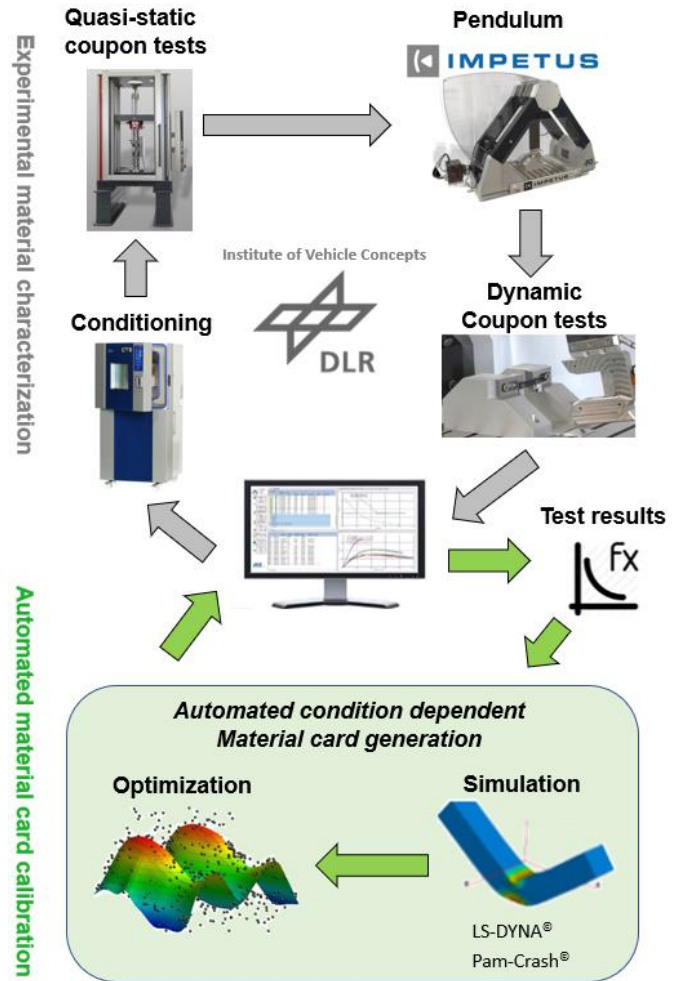 Experimental material characterization
Quasi-static
coupon tests
Pendulum
IMPETUS
IMPETUS
Institute of Vehicle Concepts
DLR
Conditioning
Dynamic
Coupon tests
Test results
fx
Automated material card calibration
Automated condition dependent
Material card generation
Optimization
Simulation
LS-DYNA©
Pam-Crash©